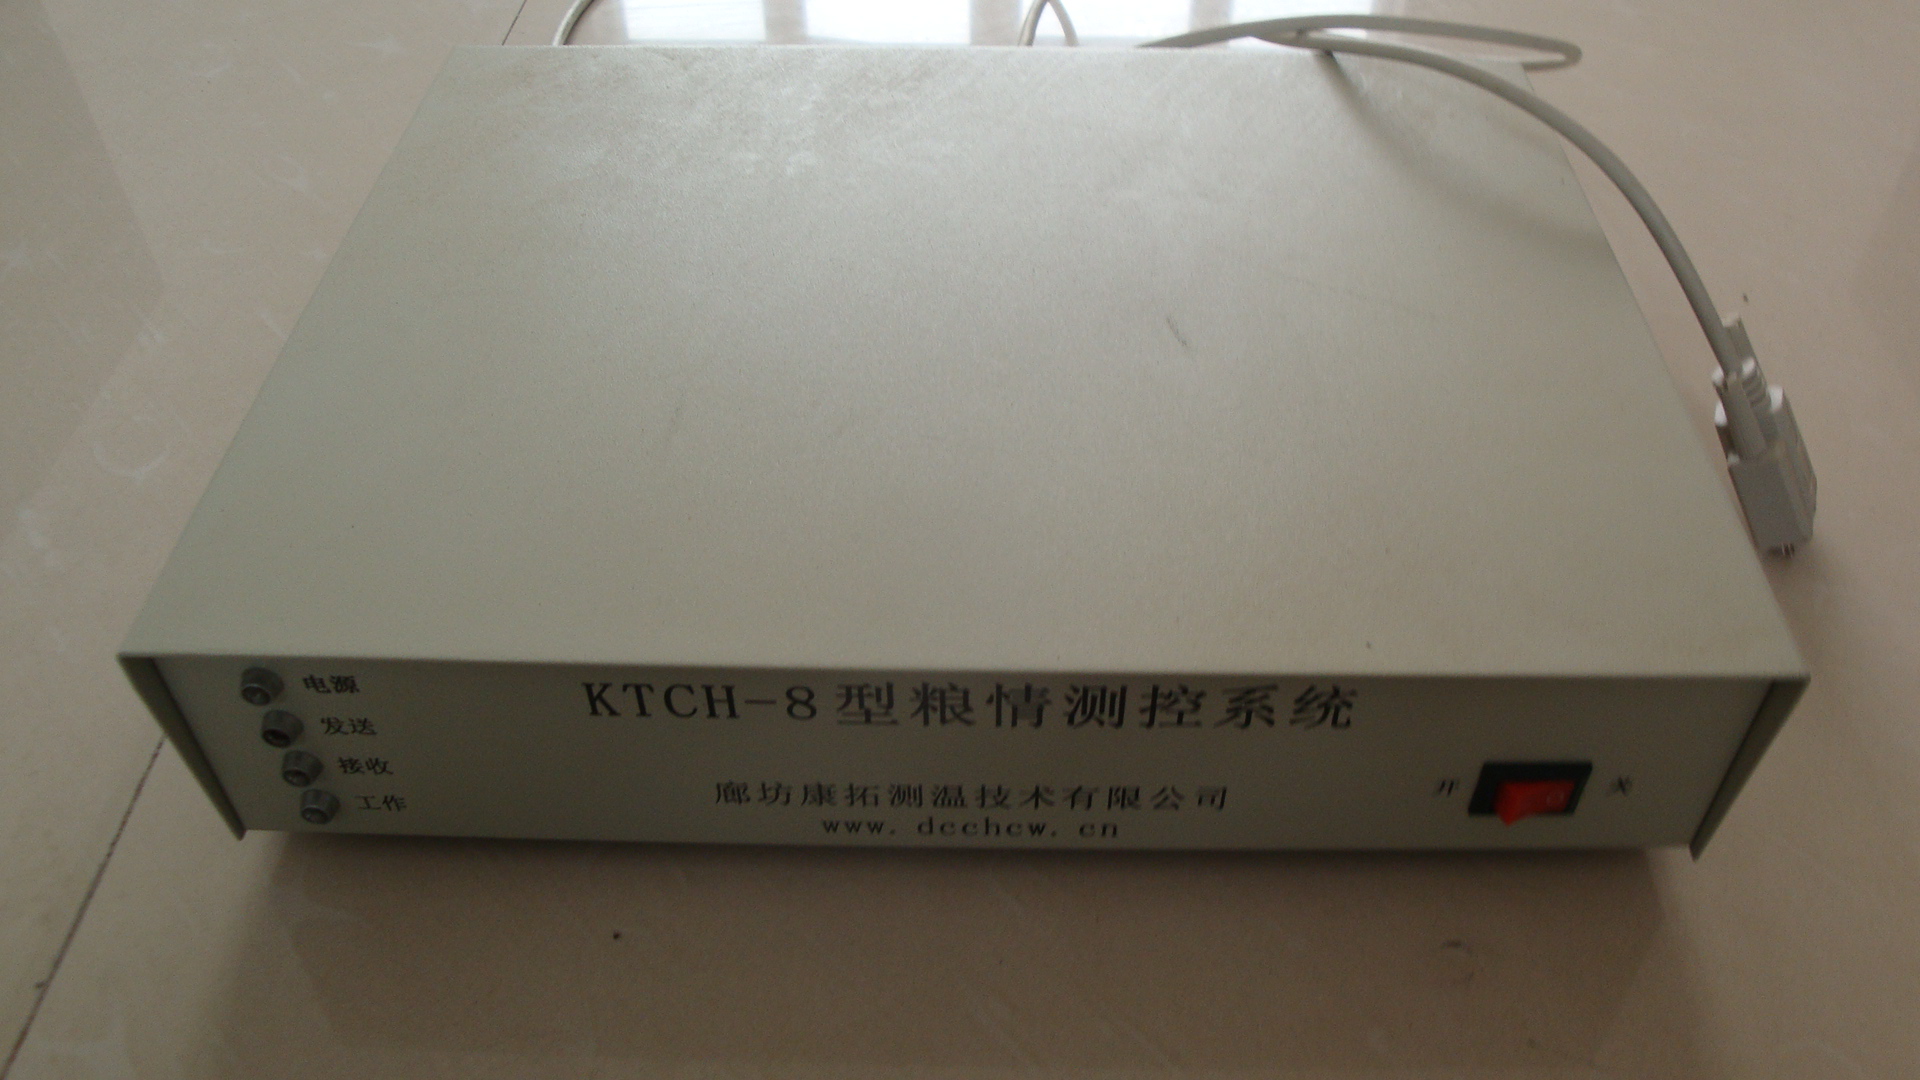 KTCH-8型粮情测控系统
廊坊康拓测温技术有限公司
www.dcchcw.cn
电源
发送
接收
工作
开
关